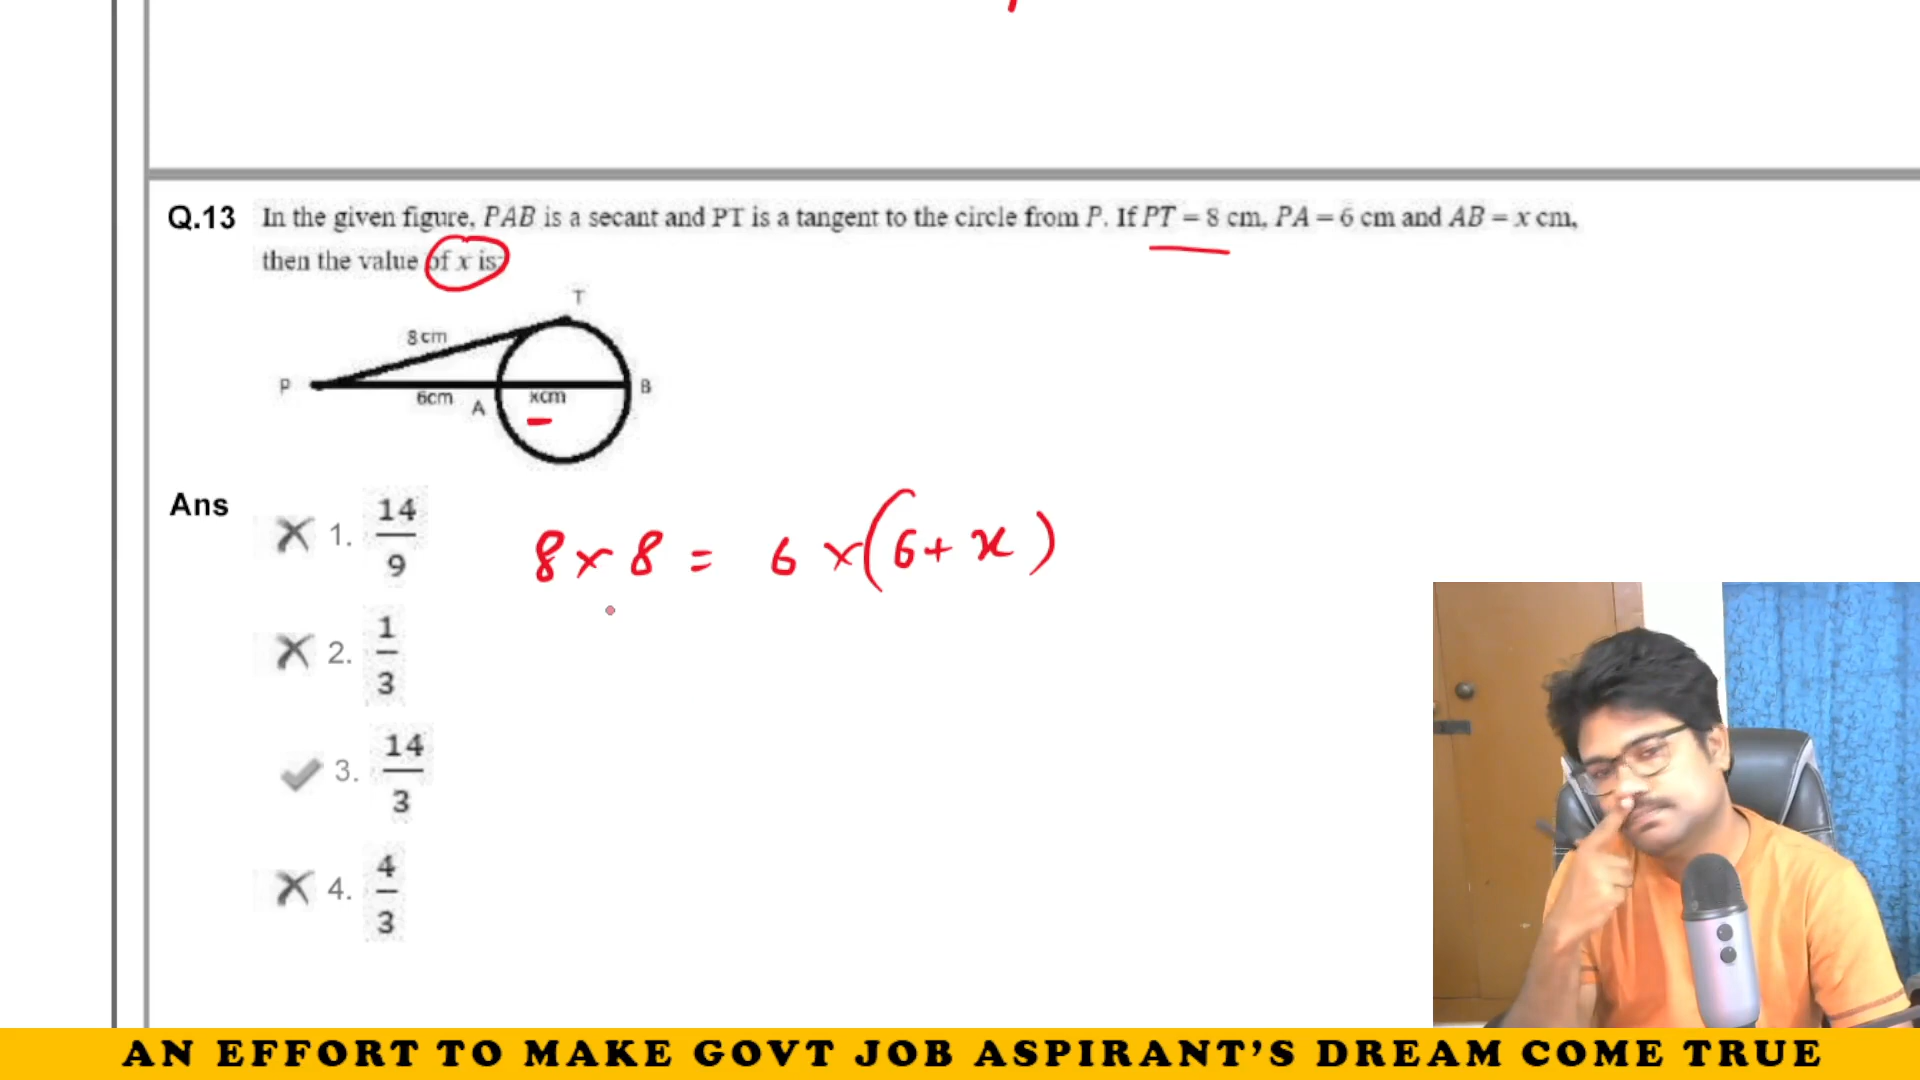 Q.13 In the given figure, PAB is a secant and PT is a tangent to the circle from P. If PT = 8 cm, PA = 6 cm and AB = x cm,
then the value of x is:
T
8cm
P
B
6cm
A
xcm
Ans
1. 14/9
8 × 8 = 6 × (6 + x)
2. 1/3
3. 14/3
4. 4/3
AN EFFORT TO MAKE GOVT JOB ASPIRANT'S DREAM COME TRUE